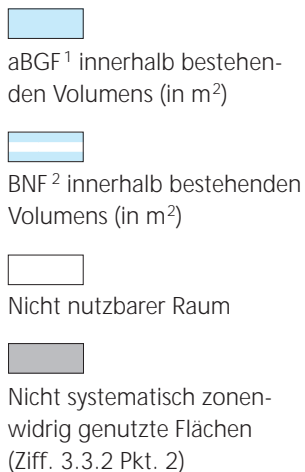 aBGF¹ innerhalb bestehen-
den Volumens (in m²)
BNF² innerhalb bestehenden
Volumens (in m²)
Nicht nutzbarer Raum
Nicht systematisch zonen-
widrig genutzte Flächen
(Ziff. 3.3.2 Pkt. 2)